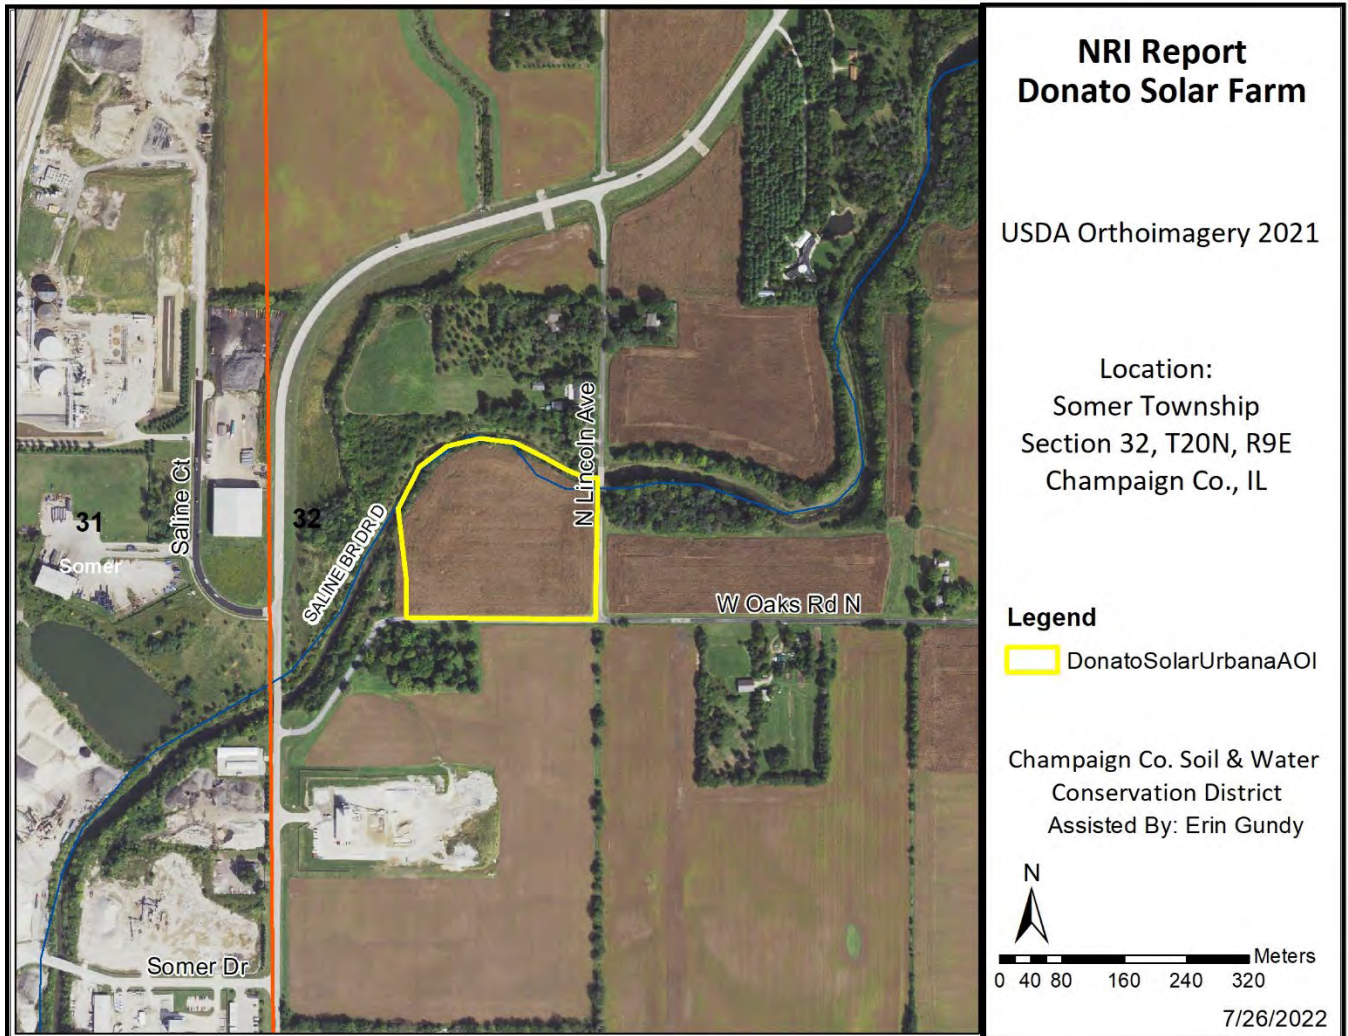 NRI Report
Donato Solar Farm
USDA Orthoimagery 2021
Location:
Somer Township
Section 32, T20N, R9E
Champaign Co., IL
Legend
DonatoSolarUrbanaAOI
Champaign Co. Soil & Water
Conservation District
Assisted By: Erin Gundy
N
Meters
0 40 80 160 240 320
7/26/2022
N Lincoln Ave
Saline Ct
31
32
Somer
SALINE BR DR D
W Oaks Rd N
Somer Dr